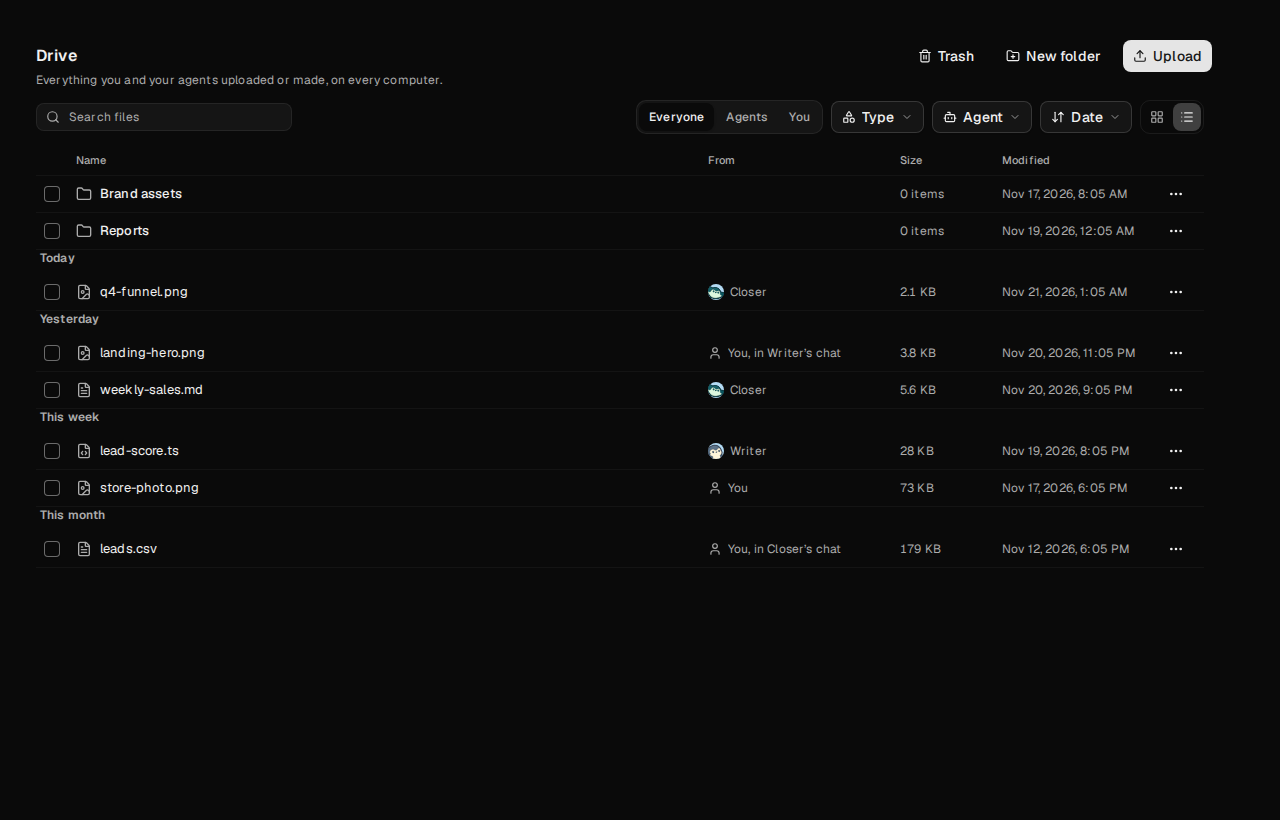 Drive
Trash
New folder
Upload
Everything you and your agents uploaded or made, on every computer.
Search files
Everyone
Agents
You
Type
Agent
Date
Name From Size Modified
Brand assets 0 items Nov 17, 2026, 8:05 AM
Reports 0 items Nov 19, 2026, 12:05 AM
Today
q4-funnel.png Closer 2.1 KB Nov 21, 2026, 1:05 AM
Yesterday
landing-hero.png You, in Writer's chat 3.8 KB Nov 20, 2026, 11:05 PM
weekly-sales.md Closer 5.6 KB Nov 20, 2026, 9:05 PM
This week
lead-score.ts Writer 28 KB Nov 19, 2026, 8:05 PM
store-photo.png You 73 KB Nov 17, 2026, 6:05 PM
This month
leads.csv You, in Closer's chat 179 KB Nov 12, 2026, 6:05 PM